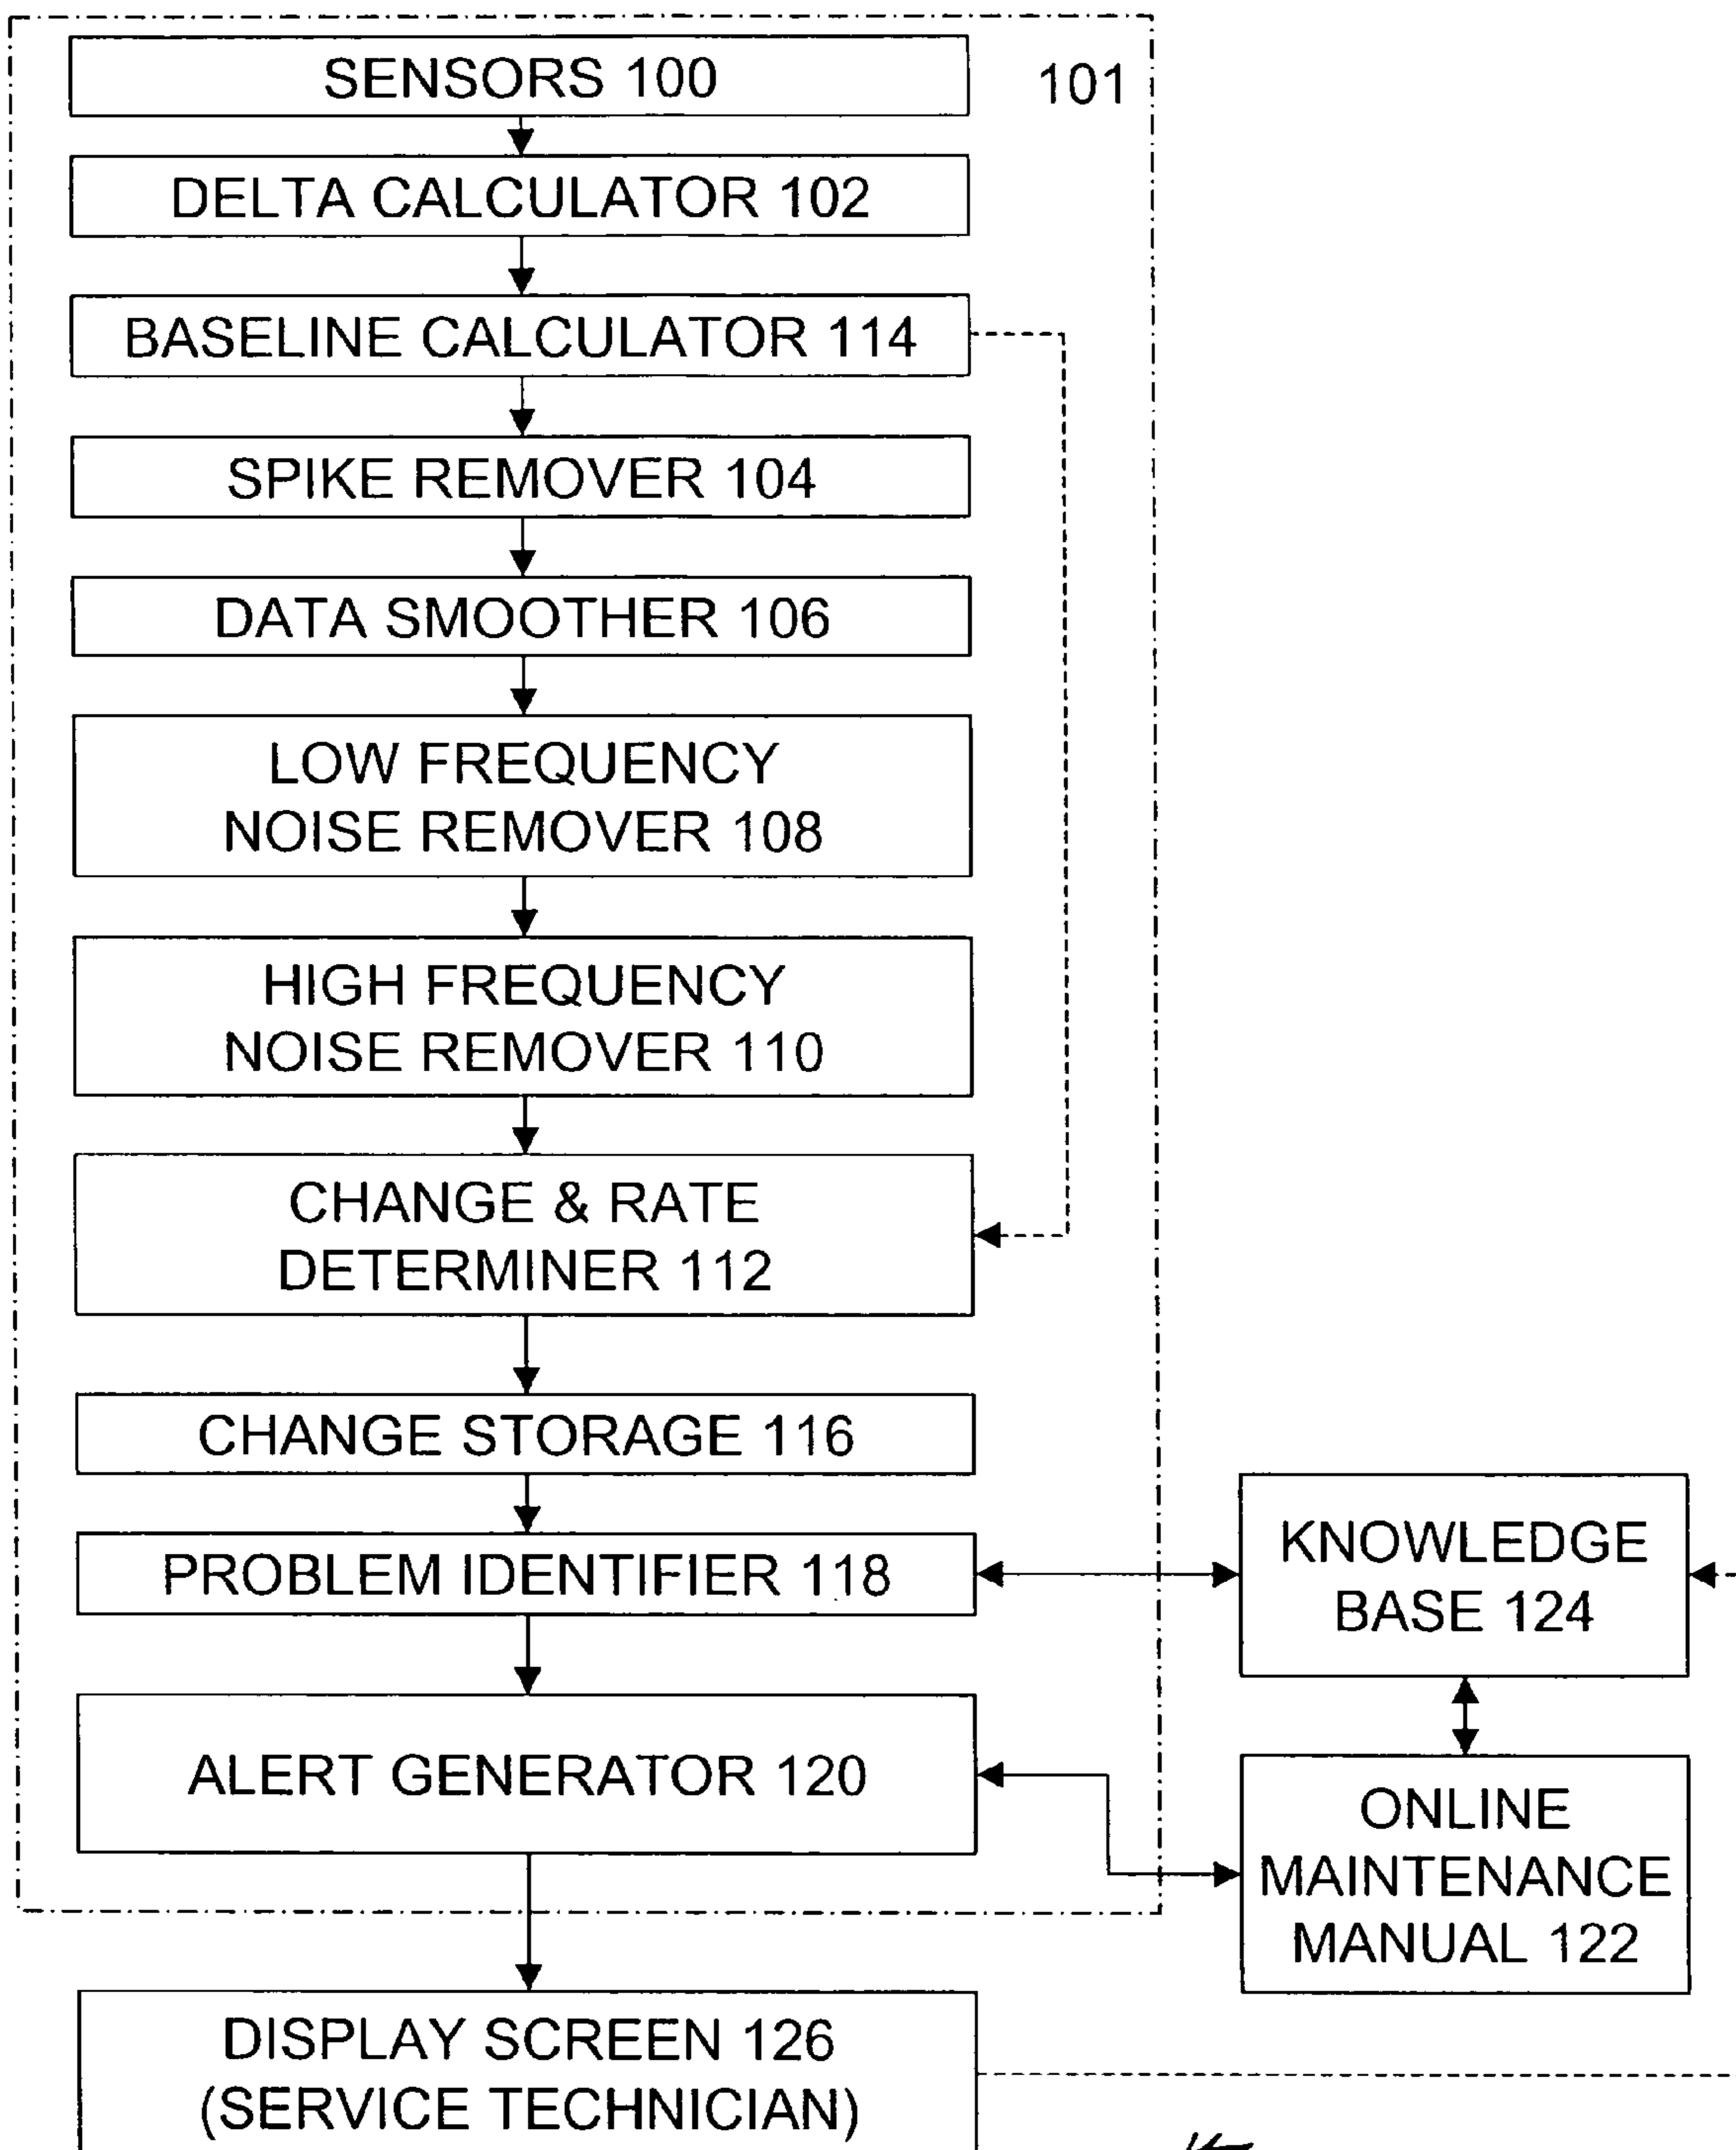 SENSORS 100
101
DELTA CALCULATOR 102
BASELINE CALCULATOR 114
SPIKE REMOVER 104
DATA SMOOTHER 106
LOW FREQUENCY
NOISE REMOVER 108
HIGH FREQUENCY
NOISE REMOVER 110
CHANGE & RATE
DETERMINER 112
CHANGE STORAGE 116
PROBLEM IDENTIFIER 118
KNOWLEDGE
BASE 124
ALERT GENERATOR 120
ONLINE
MAINTENANCE
MANUAL 122
DISPLAY SCREEN 126
(SERVICE TECHNICIAN)